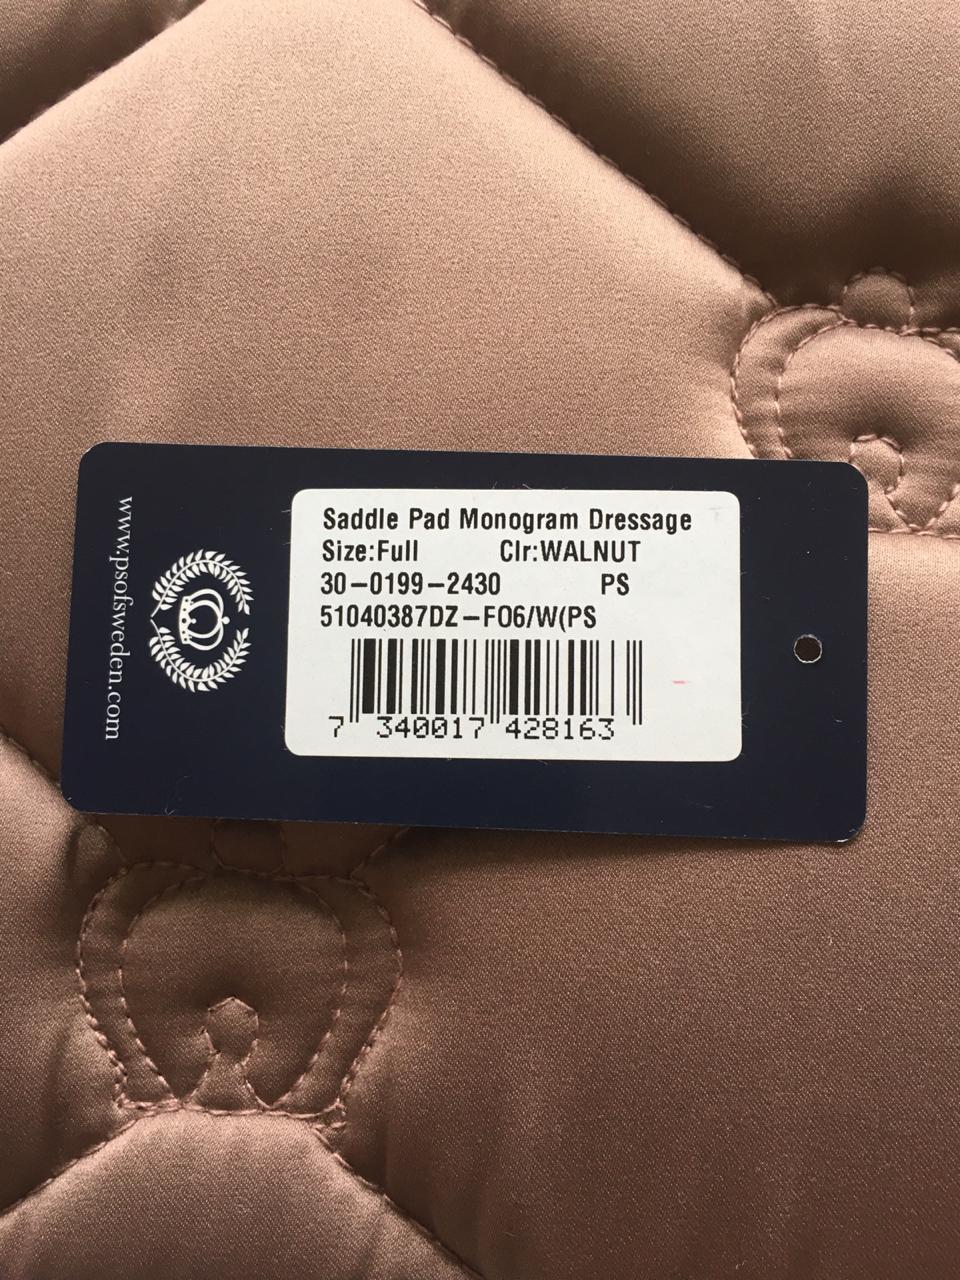 Saddle Pad Monogram Dressage
Size:Full Clr:WALNUT
30-0199-2430 PS
51040387DZ-F06/W(PS
7 340017 428163
www.psofsweden.com